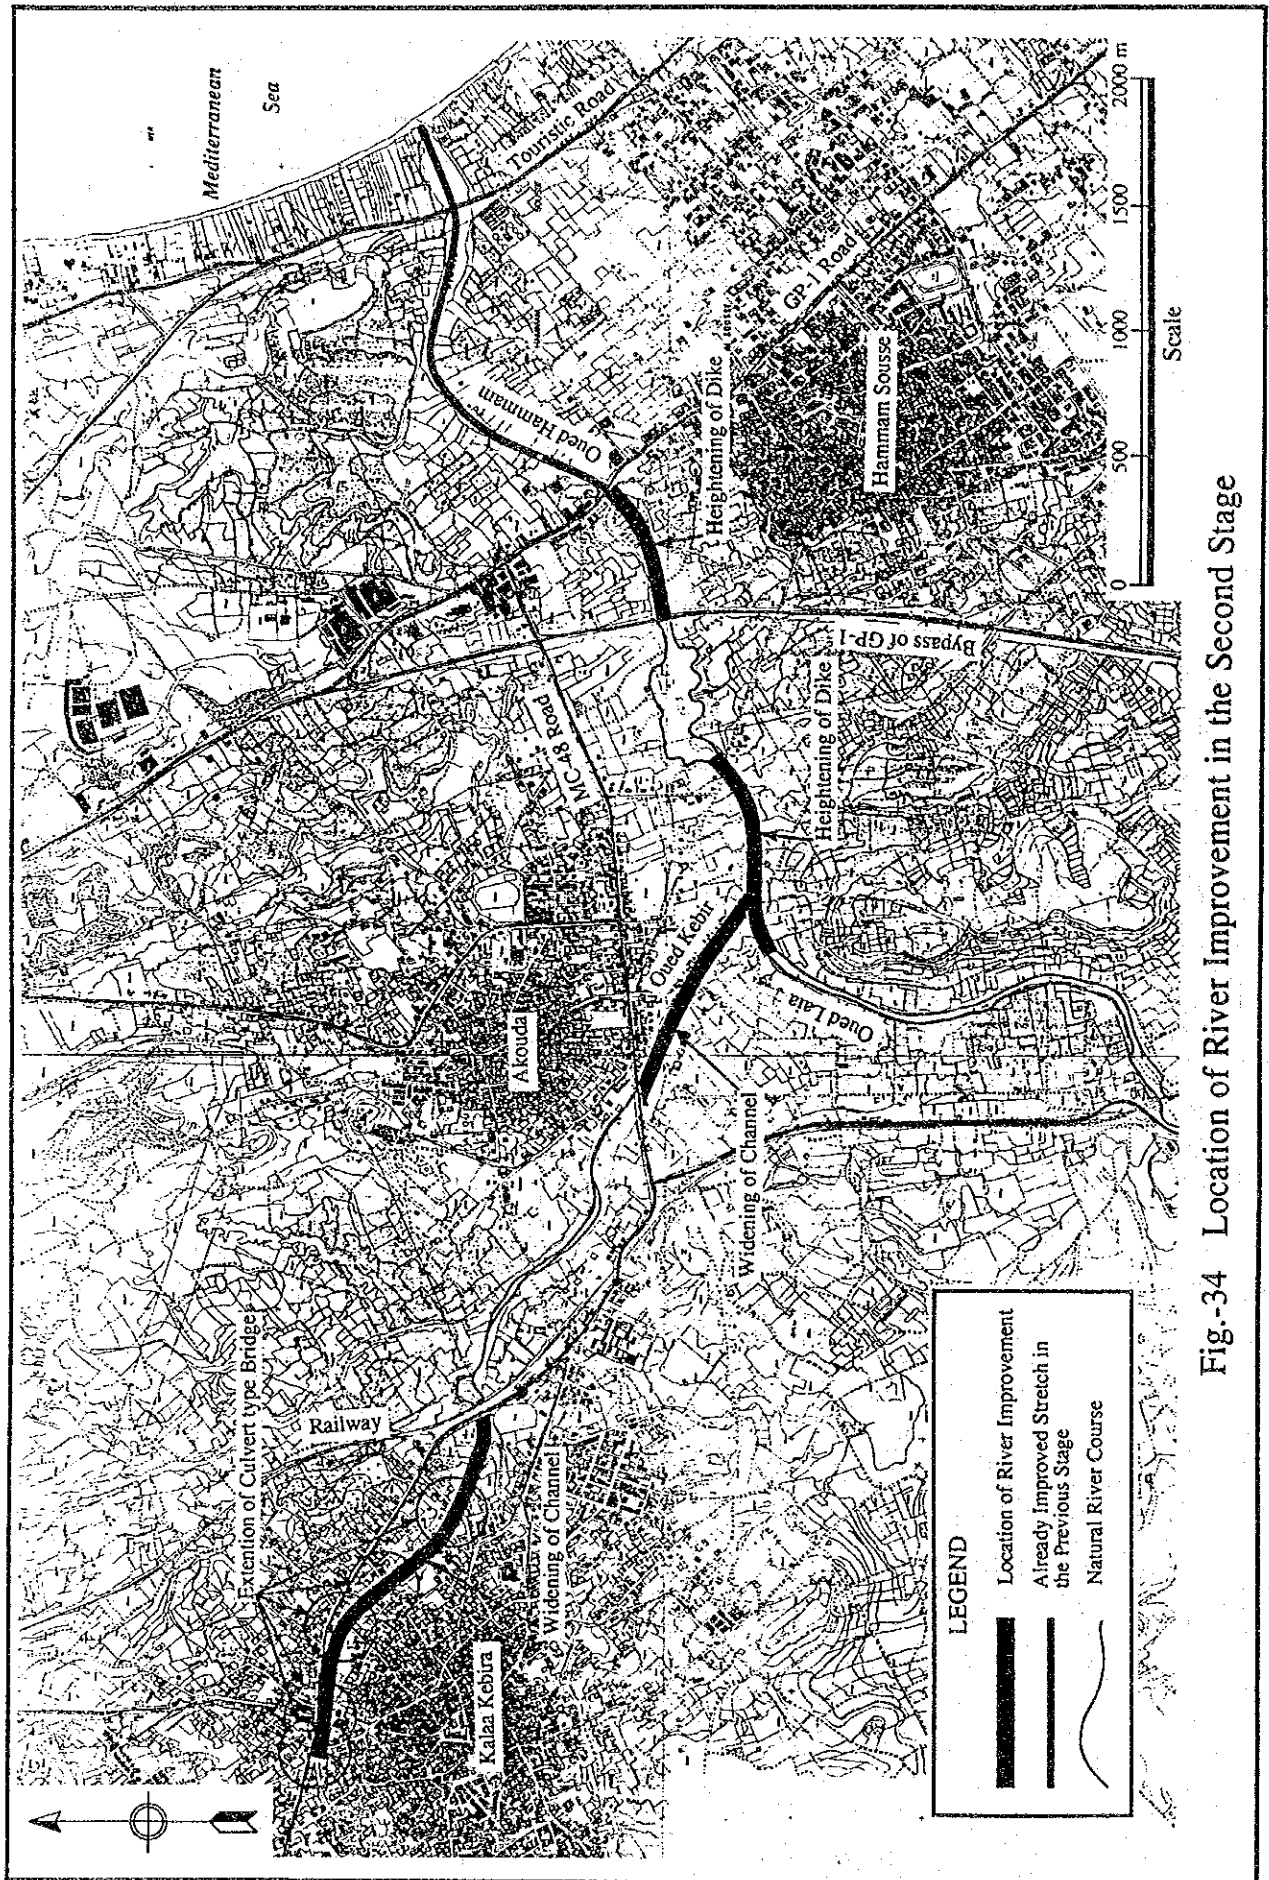 Mediterranean
Sea
Touristic Road
Extention of Culvert type Bridge
Railway
MC 48 Road
Oued Hammam
GP-1 Road
Akouda
Oued Kebir
Heightening of Dike
Kalaa Kebira
Widening of Channel
Hammam Sousse
Oued Laia
Heightening of Dike
Bypass of GP-1
Widening of Channel
LEGEND
Location of River Improvement
Already Improved Stretch in
the Previous Stage
Natural River Course
0 500 1000 1500 2000 m
Scale
Fig.-34 Location of River Improvement in the Second Stage